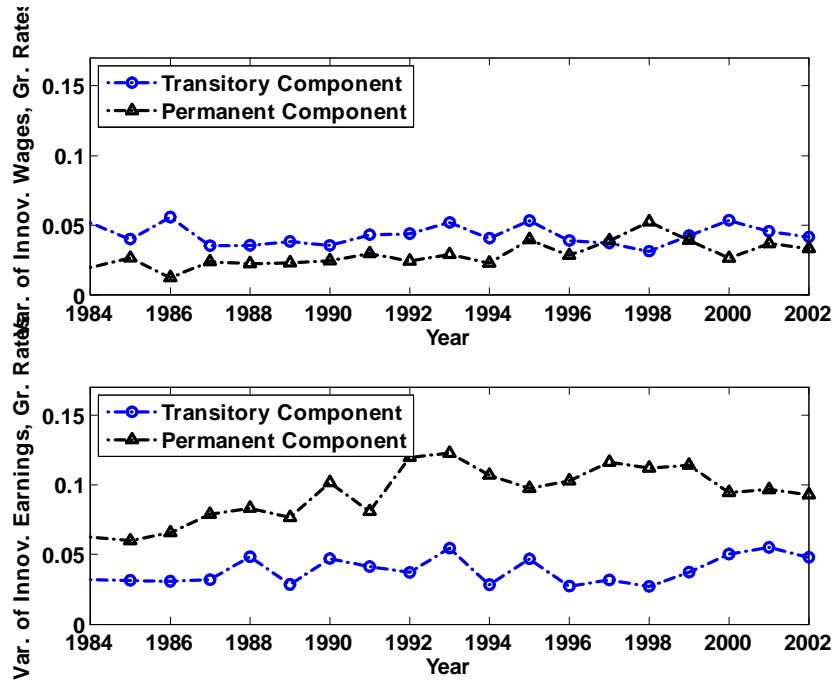 Var. of Innov. Wages, Gr. Rates
0.15
0.1
0.05
0
Transitory Component
Permanent Component
1984 1986 1988 1990 1992 1994 1996 1998 2000 2002
Year
Var. of Innov. Earnings, Gr. Rates
0.15
0.1
0.05
0
Transitory Component
Permanent Component
1984 1986 1988 1990 1992 1994 1996 1998 2000 2002
Year